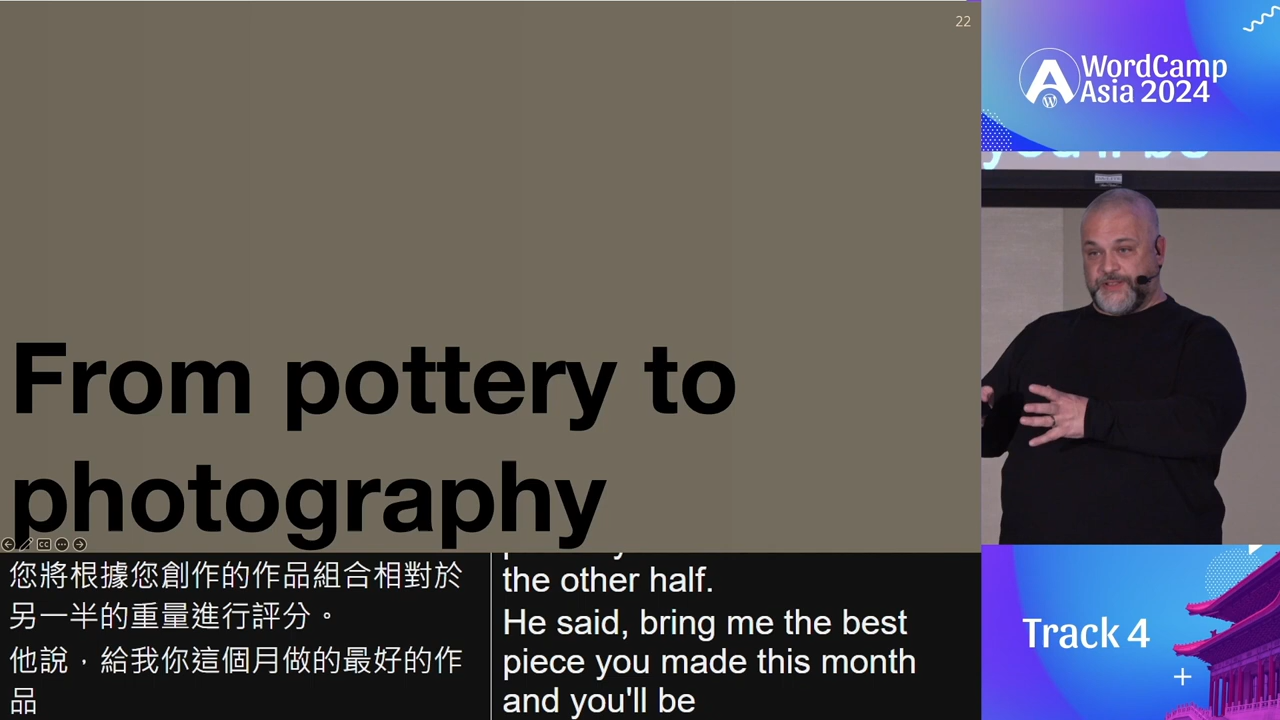 22
From pottery to
photography
您將根據您創作的作品組合相對於
另一半的重量進行評分。
他說，給我你這個月做的最好的作
品
the other half.
He said, bring me the best
piece you made this month
and you'll be
WordCamp
Asia 2024
you'll be
Track 4